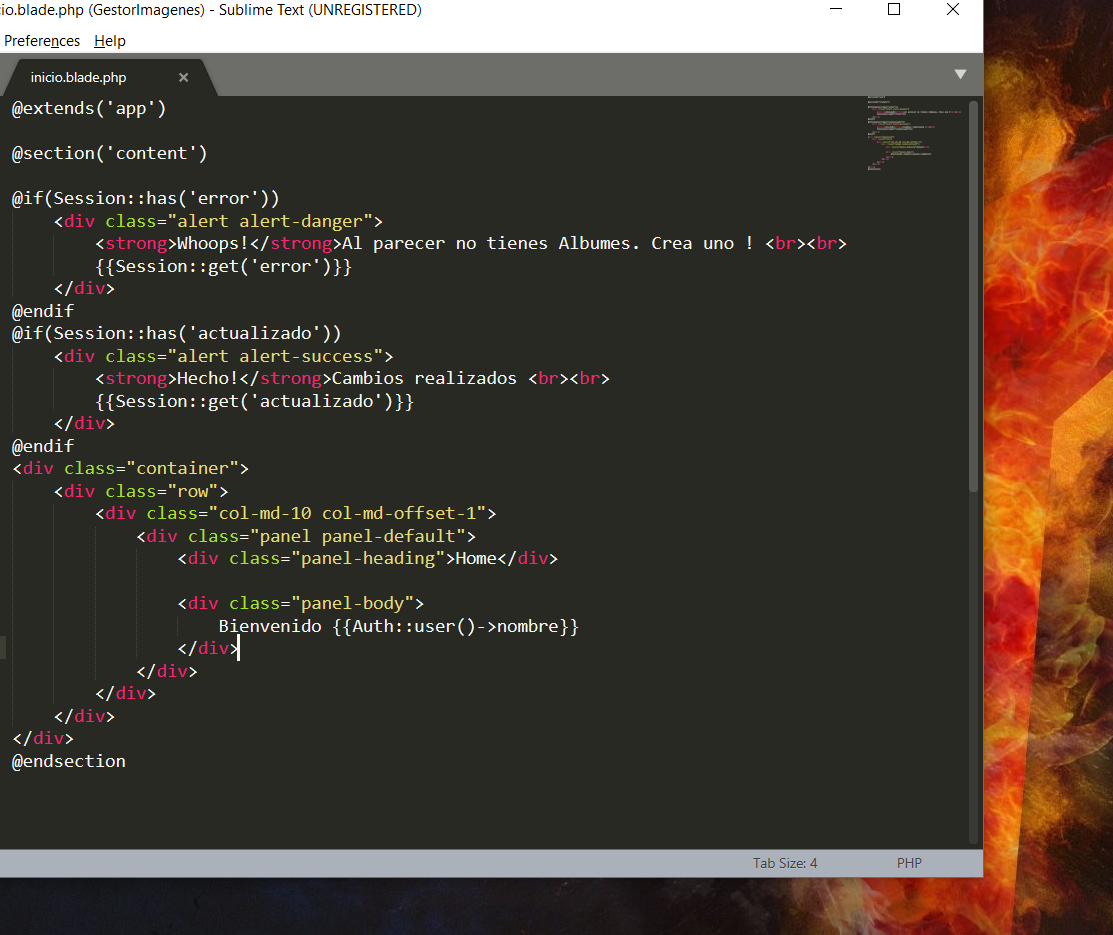 io.blade.php (GestorImagenes) - Sublime Text (UNREGISTERED)
Preferences Help
inicio.blade.php
@extends('app')
@section('content')
@if(Session::has('error'))
<div class="alert alert-danger">
<strong>Whoops!</strong>Al parecer no tienes Albumes. Crea uno ! <br><br>
{{Session::get('error')}}
</div>
@endif
@if(Session::has('actualizado'))
<div class="alert alert-success">
<strong>Hecho!</strong>Cambios realizados <br><br>
{{Session::get('actualizado')}}
</div>
@endif
<div class="container">
<div class="row">
<div class="col-md-10 col-md-offset-1">
<div class="panel panel-default">
<div class="panel-heading">Home</div>
<div class="panel-body">
Bienvenido {{Auth::user()->nombre}}
</div>
</div>
</div>
</div>
</div>
@endsection
Tab Size: 4 PHP